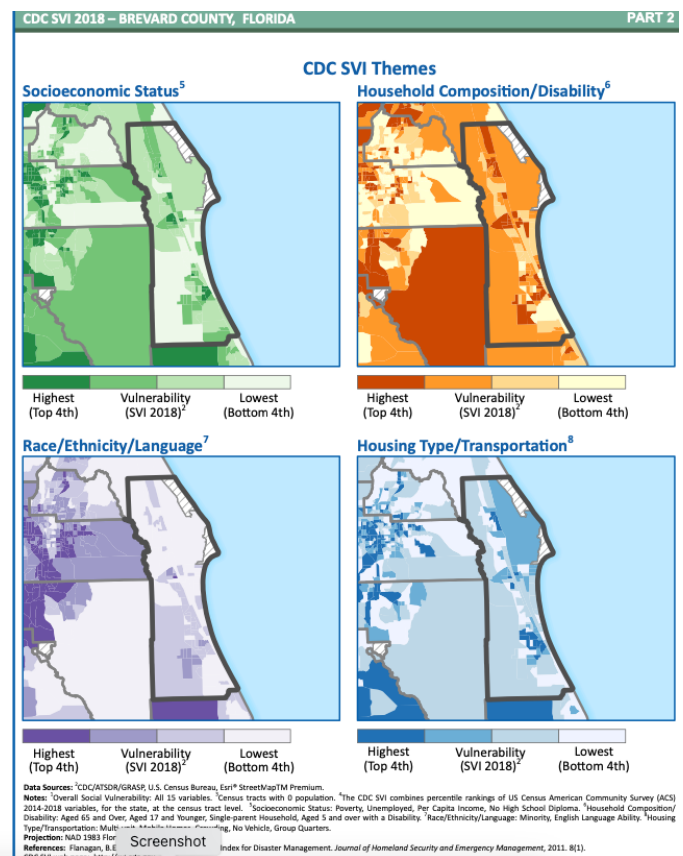 CDC SVI 2018 – BREVARD COUNTY, FLORIDA PART 2
CDC SVI Themes
Socioeconomic Status5
Household Composition/Disability6
Highest (Top 4th) Vulnerability (SVI 2018)2 Lowest (Bottom 4th)
Highest (Top 4th) Vulnerability (SVI 2018)2 Lowest (Bottom 4th)
Race/Ethnicity/Language7
Housing Type/Transportation8
Highest (Top 4th) Vulnerability (SVI 2018)2 Lowest (Bottom 4th)
Highest (Top 4th) Vulnerability (SVI 2018)2 Lowest (Bottom 4th)
Data Sources: 2CDC/ATSDR/GRASP, U.S. Census Bureau, Esri® StreetMapTM Premium.
Notes: 1Overall Social Vulnerability: All 15 variables. 3Census tracts with 0 population. 4The CDC SVI combines percentile rankings of US Census American Community Survey (ACS)
2014-2018 variables, for the state, at the census tract level. 5Socioeconomic Status: Poverty, Unemployed, Per Capita Income, No High School Diploma. 6Household Composition/
Disability: Aged 65 and Over, Aged 17 and Younger, Single-parent Household, Aged 5 and over with a Disability. 7Race/Ethnicity/Language: Minority, English Language Ability. 8Housing
Type/Transportation: No Vehicle, Group Quarters.
Projection: NAD 1983
References: Flanagan, B.E Index for Disaster Management. Journal of Homeland Security and Emergency Management, 2011. 8(1).
Screenshot